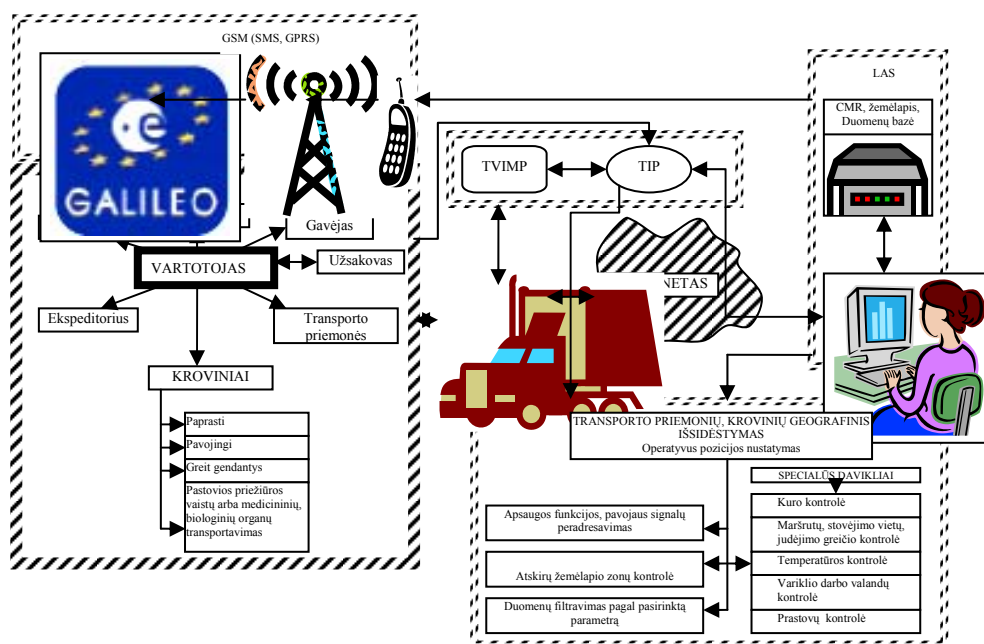 GSM (SMS, GPRS)
LAS
CMR, žemėlapis,
Duomenų bazė
e
GALILEO
TVIMP
TIP
Gavėjas
VARTOTOJAS
Užsakovas
NETAS
Ekspeditorius
Transporto
priemonės
KROVINIAI
Paprasti
Pavojingi
Greit gendantys
Pastovios priežiūros
vaistų arba medicininių,
biologinių organų
transportavimas
TRANSPORTO PRIEMONIŲ, KROVINIŲ GEOGRAFINIS
IŠSIDĖSTYMAS
Operatyvus pozicijos nustatymas
SPECIALŪS DAVIKLIAI
Kuro kontrolė
Maršrutų, stovėjimo vietų,
judėjimo greičio kontrolė
Temperatūros kontrolė
Variklio darbo valandų
kontrolė
Prastovų kontrolė
Apsaugos funkcijos, pavojaus signalų
peradresavimas
Atskirų žemėlapio zonų kontrolė
Duomenų filtravimas pagal pasirinktą
parametrą